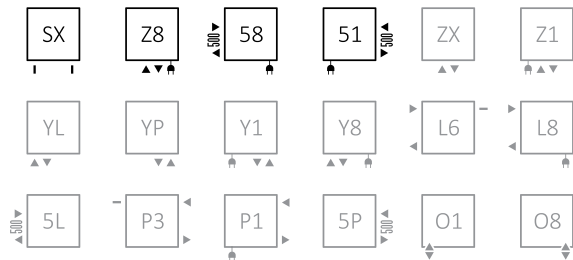 SX Z8 58 51 ZX Z1
500 500
YL YP Y1 Y8 L6 L8
5L P3 P1 5P O1 O8
500 500